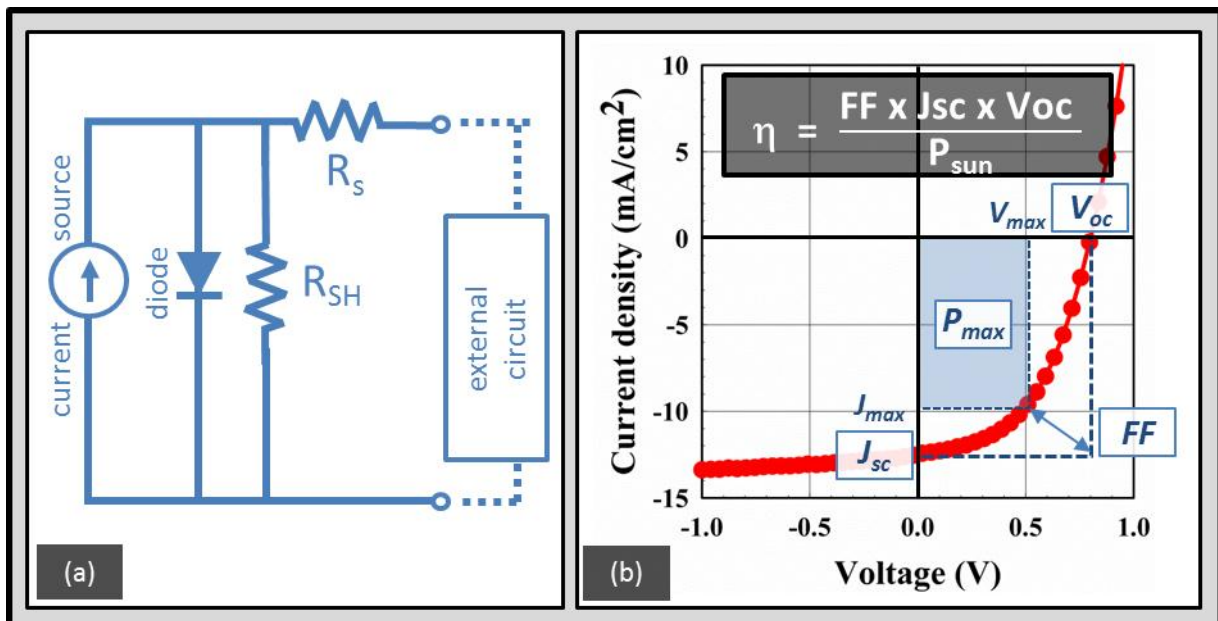 source
current
diode
R_SH
R_s
external
circuit
(a)
η = FF x Jsc x Voc
P_sun
Current density (mA/cm²)
10
5
0
-5
-10
-15
V_max
V_oc
P_max
J_max
J_sc
FF
-1.0
-0.5
0.0
0.5
1.0
Voltage (V)
(b)